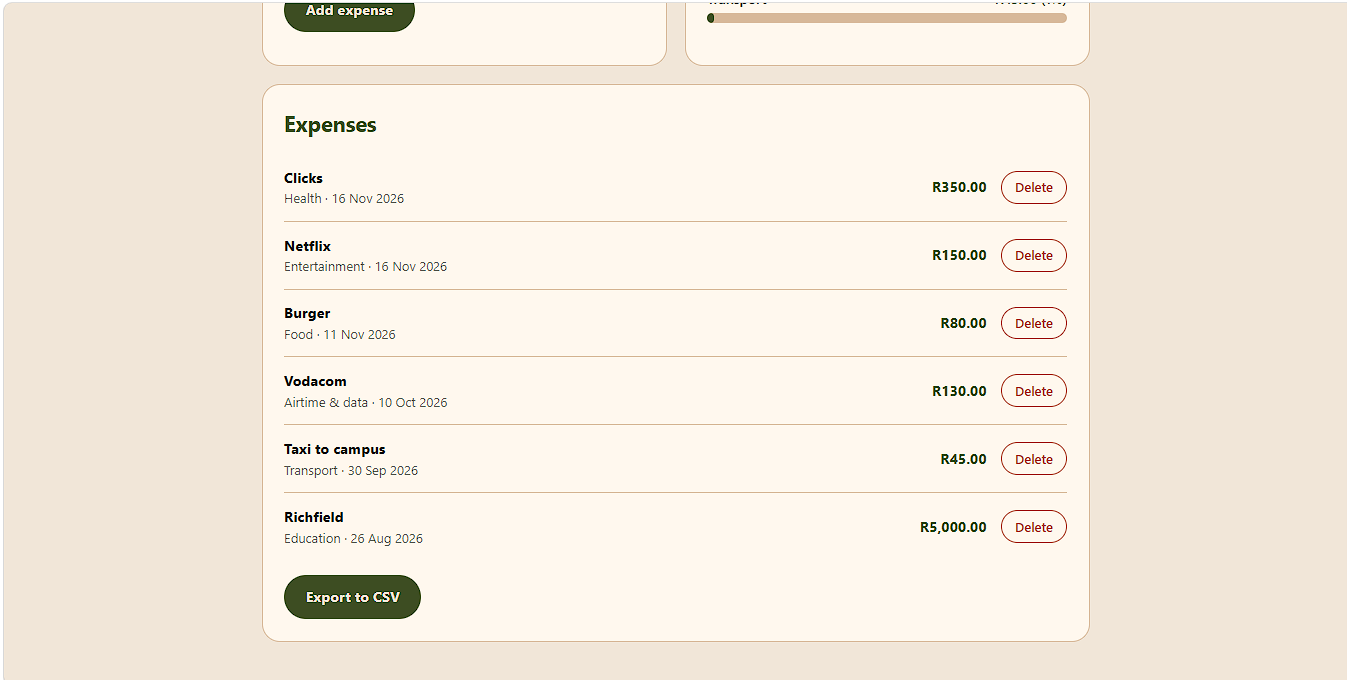 Add expense
Expenses
Clicks
Health · 16 Nov 2026
R350.00
Delete
Netflix
Entertainment · 16 Nov 2026
R150.00
Delete
Burger
Food · 11 Nov 2026
R80.00
Delete
Vodacom
Airtime & data · 10 Oct 2026
R130.00
Delete
Taxi to campus
Transport · 30 Sep 2026
R45.00
Delete
Richfield
Education · 26 Aug 2026
R5,000.00
Delete
Export to CSV